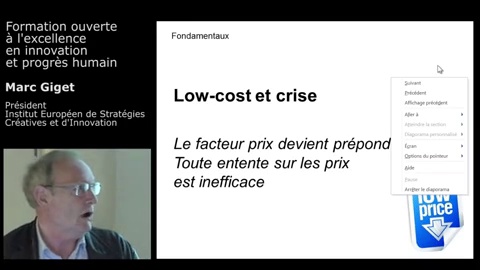 Formation ouverte
à l'excellence
en innovation
et progrès humain
Marc Giget
Président
Institut Européen de Stratégies
Créatives et d'Innovation
Fondamentaux
Low-cost et crise
Le facteur prix devient prépond
Toute entente sur les prix
est inefficace
Suivant
Précédent
Affichage précédent
Aller à
Atteindre la section
Diaporama personnalisé
Écran
Options du pointeur
Aide
Pause
Arrêter le diaporama
low
price